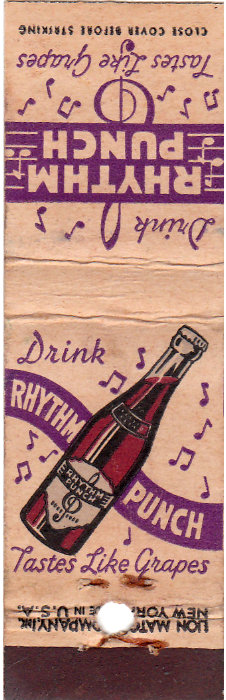 CLOSE COVER BEFORE STRIKING
Tastes Like Grapes
RHYTHM
PUNCH
Drink
Drink
RHYTHM
PUNCH
RHYTHM
PUNCH
Tastes Like Grapes
LION MATCH COMPANY, INC.
NEW YORK MADE IN U.S.A.